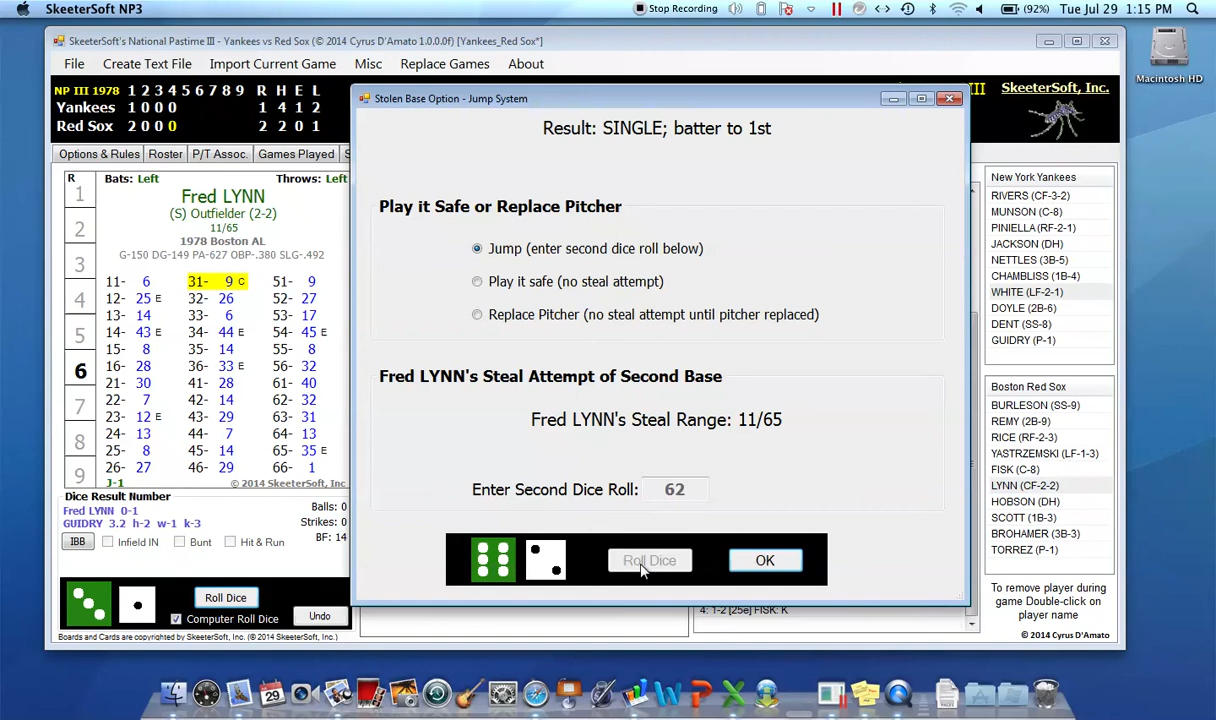 SkeeterSoft NP3
Stop Recording
(92%) Tue Jul 29 1:15 PM
SkeeterSoft's National Pastime III - Yankees vs Red Sox (© 2014 Cyrus D'Amato 1.0.0.0f) [Yankees_Red Sox*]
File Create Text File Import Current Game Misc Replace Games About
NP III 1978 1 2 3 4 5 6 7 8 9 R H E L
Yankees 1 0 0 0 1 4 1 2
Red Sox 2 0 0 0 2 2 0 1
III
SkeeterSoft, Inc.
Macintosh HD
Options & Rules Roster P/T Assoc. Games Played S
R
1
2
3
4
5
6
7
8
9
Bats: Left Throws: Left
Fred LYNN
(S) Outfielder (2-2)
11/65
1978 Boston AL
G-150 DG-149 PA-627 OBP-.380 SLG-.492
11- 6 31- 9 C 51- 9
12- 25 E 32- 26 52- 27
13- 14 33- 6 53- 17
14- 43 E 34- 44 E 54- 45 E
15- 8 35- 14 55- 8
16- 28 36- 33 E 56- 32
21- 30 41- 28 61- 40
22- 7 42- 14 62- 32
23- 12 E 43- 29 63- 31
24- 13 44- 7 64- 13
25- 8 45- 14 65- 35 E
26- 27 46- 29 66- 1
J-1 © 2014 SkeeterSoft, Inc.
Dice Result Number
Fred LYNN 0-1
GUIDRY 3.2 h-2 w-1 k-3
Balls: 0
Strikes: 0
BF: 14
IBB Infield IN Bunt Hit & Run
Roll Dice
Computer Roll Dice Undo
Boards and Cards are copyrighted by SkeeterSoft, Inc. (© 2014 SkeeterSoft, Inc.
Stolen Base Option - Jump System
Result: SINGLE; batter to 1st
Play it Safe or Replace Pitcher
Jump (enter second dice roll below)
Play it safe (no steal attempt)
Replace Pitcher (no steal attempt until pitcher replaced)
Fred LYNN's Steal Attempt of Second Base
Fred LYNN's Steal Range: 11/65
Enter Second Dice Roll: 62
Roll Dice OK
4: 1-2 [25e] FISK: K
New York Yankees
RIVERS (CF-3-2)
MUNSON (C-8)
PINIELLA (RF-2-1)
JACKSON (DH)
NETTLES (3B-5)
CHAMBLISS (1B-4)
WHITE (LF-2-1)
DOYLE (2B-6)
DENT (SS-8)
GUIDRY (P-1)
Boston Red Sox
BURLESON (SS-9)
REMY (2B-9)
RICE (RF-2-3)
YASTRZEMSKI (LF-1-3)
FISK (C-8)
LYNN (CF-2-2)
HOBSON (DH)
SCOTT (1B-3)
BROHAMER (3B-3)
TORREZ (P-1)
To remove player during
game Double-click on
player name
© 2014 Cyrus D'Amato